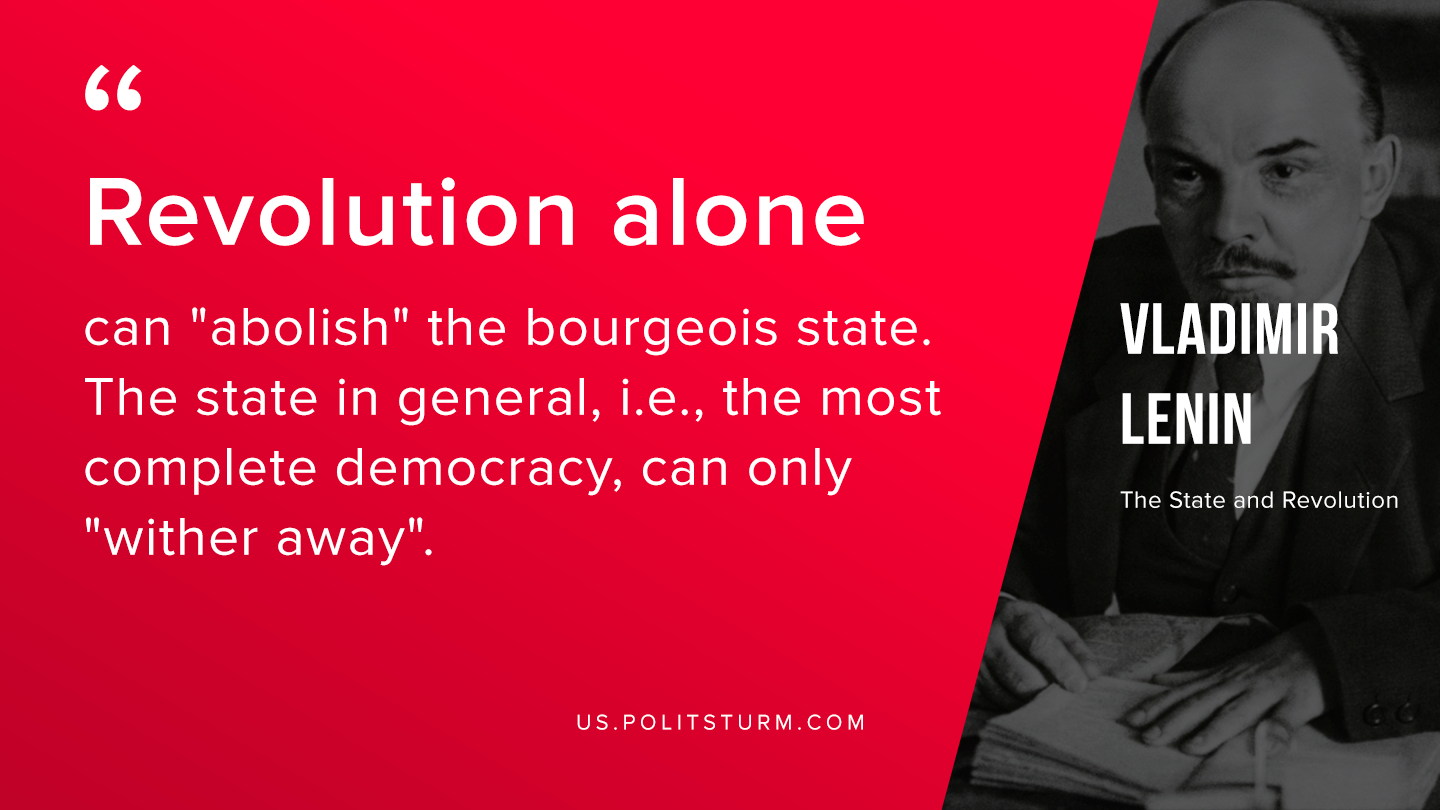 “
Revolution alone
can "abolish" the bourgeois state.
The state in general, i.e., the most
complete democracy, can only
"wither away".
US.POLITSTURM.COM
VLADIMIR
LENIN
The State and Revolution